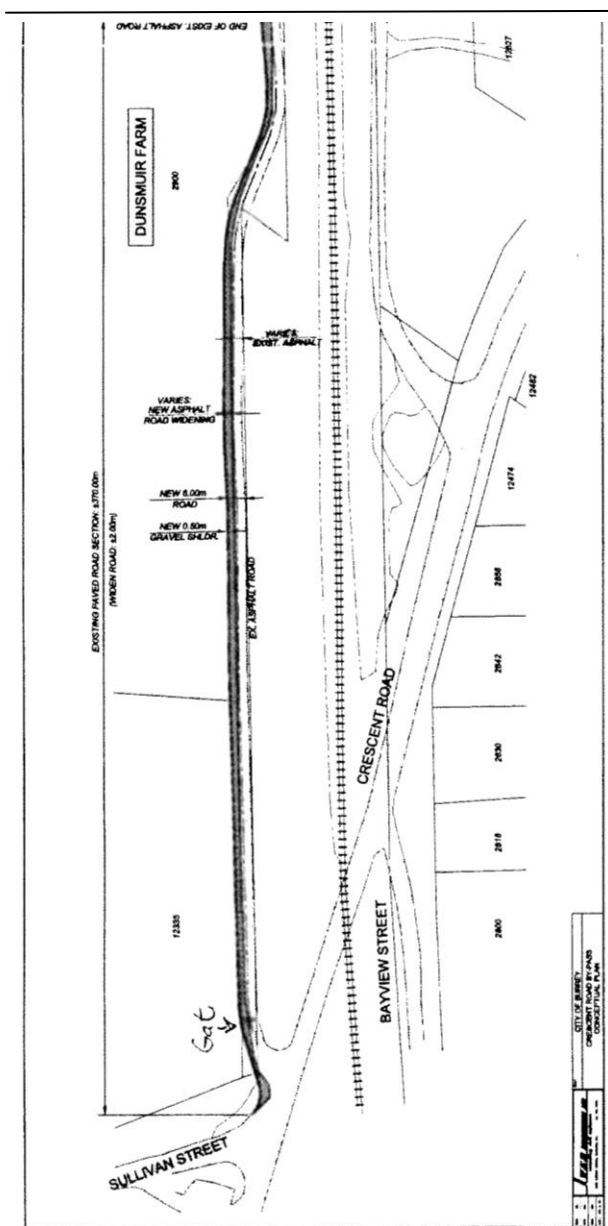 END OF EXIST. ASPHALT ROAD
12627
DUNSMUIR FARM
2900
VARIES:
EXIST. ASPHALT
VARIES:
NEW ASPHALT
ROAD WIDENING
NEW 6.00m
ROAD
NEW 0.50m
GRAVEL SHLDR.
EX. ASPHALT ROAD
EXISTING PAVED ROAD SECTION: ±370.00m
(WIDEN ROAD: ±2.00m)
12482
12474
2858
2842
2830
2818
2800
CRESCENT ROAD
BAYVIEW STREET
12335
Gat
SULLIVAN STREET
CITY OF SURREY
CRESCENT ROAD BY-PASS
CONCEPTUAL PLAN